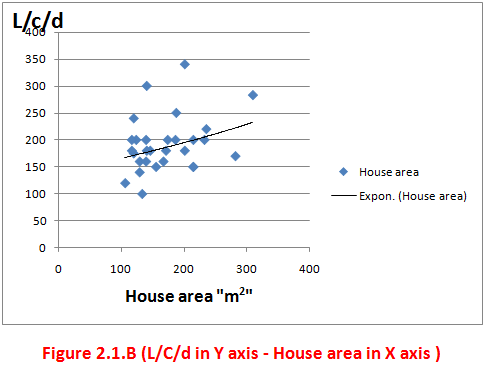 L/c/d
400
350
300
250
200
150
100
50
0
0 100 200 300 400
House area "m²"
House area
Expon. (House area)
Figure 2.1.B (L/C/d in Y axis - House area in X axis )